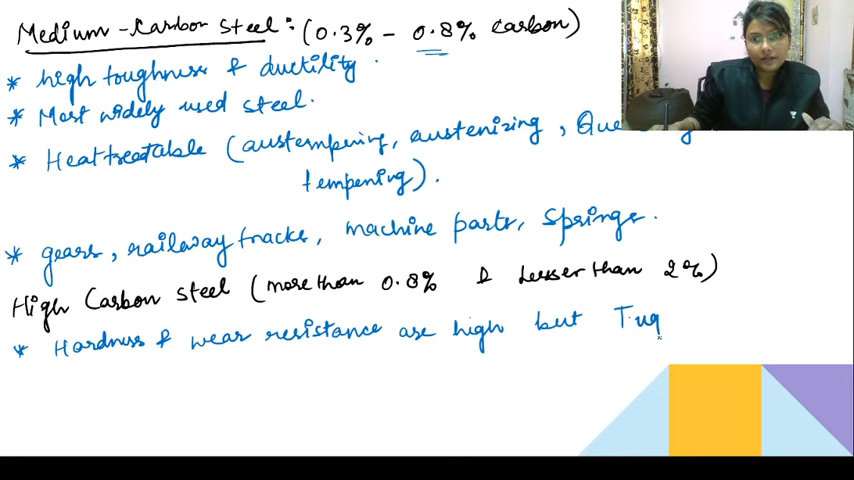 Medium-Carbon Steel: (0.3% - 0.8% carbon)
* high toughness & ductility.
* Most widely used steel.
* Heattreatable (austempering, austenizing,
tempering).
* gears, railway tracks, machine parts, springs.
High Carbon steel (more than 0.8% & Lesser than 2%)
* Hardness & wear resistance are high but Tug